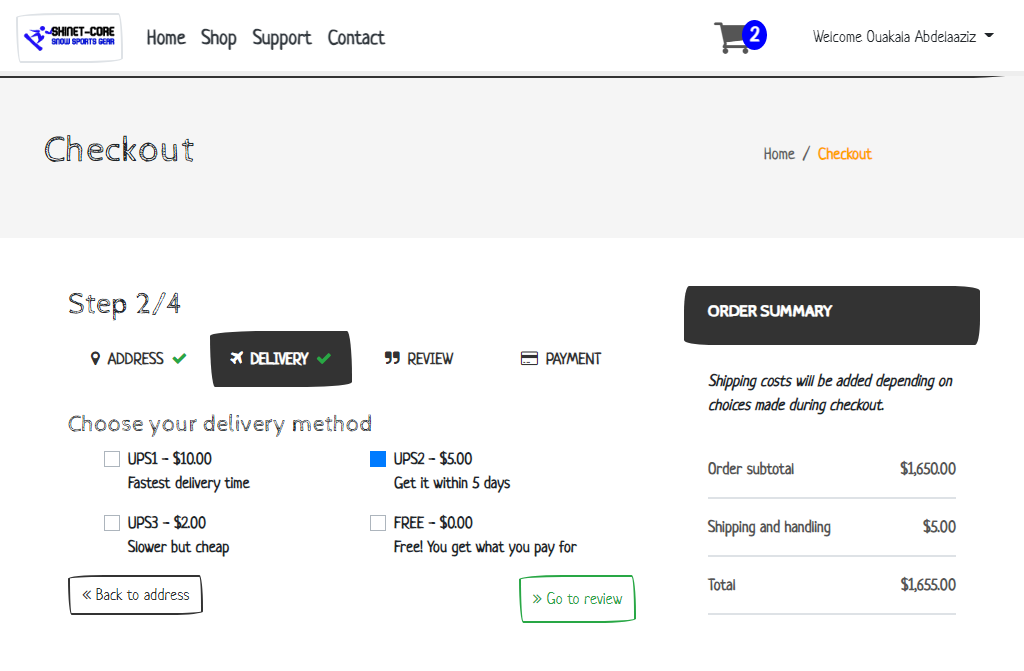 SHINET-CORE
SNOW SPORTS GEAR
Home Shop Support Contact
2
Welcome Ouakala Abdelaaziz
Checkout
Home / Checkout
Step 2/4
ADDRESS
DELIVERY
REVIEW
PAYMENT
Choose your delivery method
UPS1 - $10.00
Fastest delivery time
UPS2 - $5.00
Get it within 5 days
UPS3 - $2.00
Slower but cheap
FREE - $0.00
Free! You get what you pay for
« Back to address
» Go to review
ORDER SUMMARY
Shipping costs will be added depending on
choices made during checkout.
Order subtotal $1,650.00
Shipping and handling $5.00
Total $1,655.00